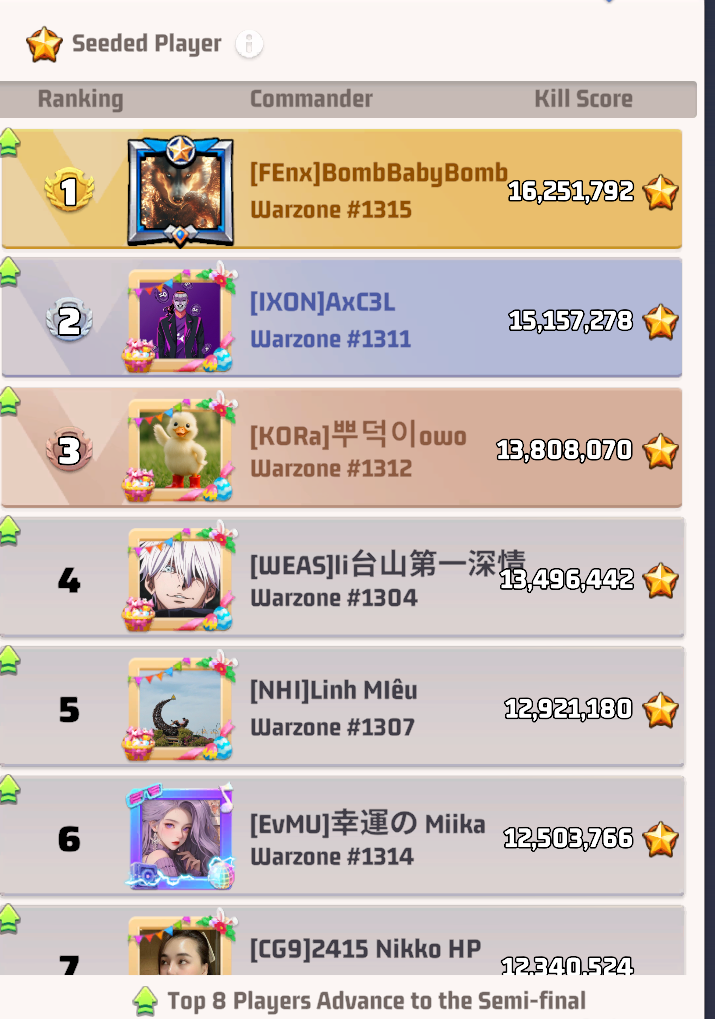 Seeded Player
Ranking Commander Kill Score
1 [FEnx]BombBabyBomb 16,251,792
Warzone #1315
2 [IXON]AxC3L 15,157,278
Warzone #1311
3 [KORa]뿌덕이owo 13,808,070
Warzone #1312
4 [WEAS]li台山第一深情 13,496,442
Warzone #1304
5 [NHI]Linh MIêu 12,921,180
Warzone #1307
6 [EvMU]幸運の Miika 12,503,766
Warzone #1314
7 [CG9]2415 Nikko HP 12,340,524
Top 8 Players Advance to the Semi-final